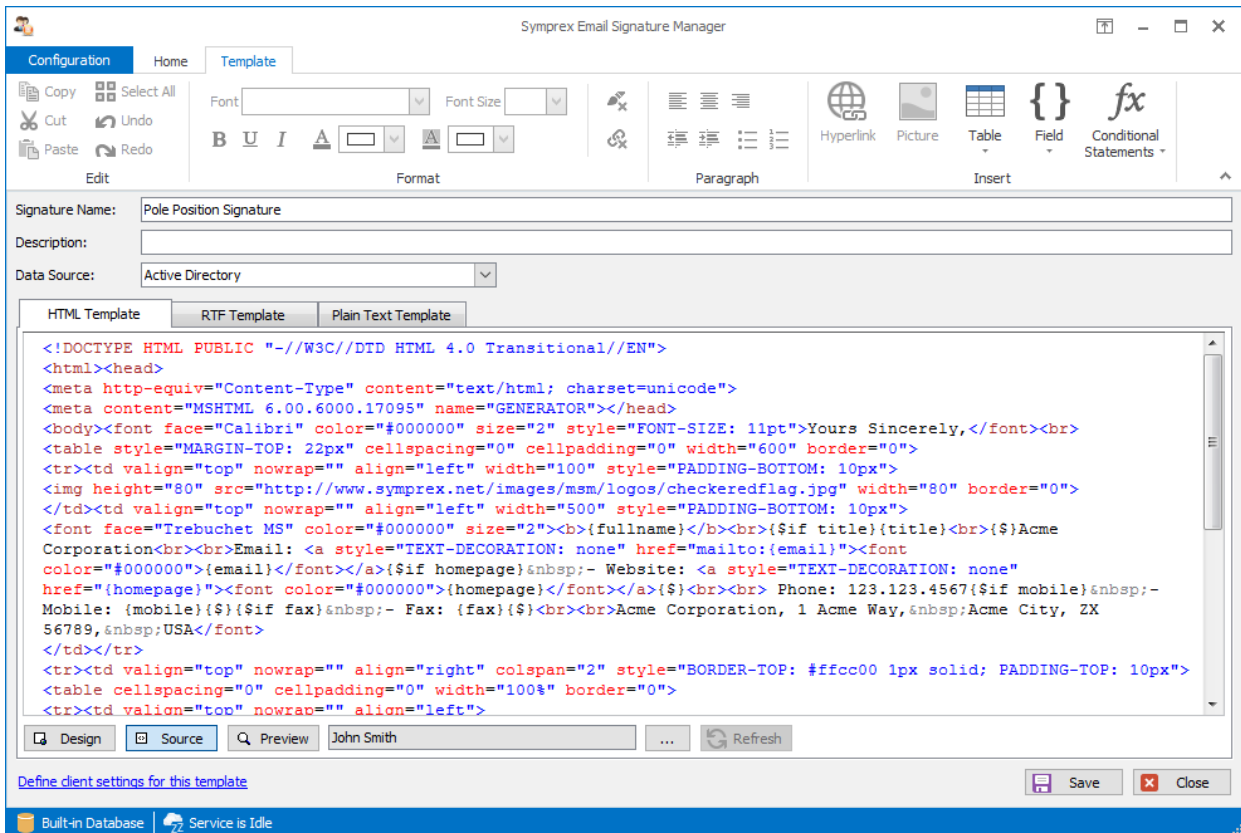 Symprex Email Signature Manager
Configuration Home Template
Copy Select All
Cut Undo
Paste Redo
Edit
Font Font Size
B U I A A
Format
Paragraph
Hyperlink Picture Table Field Conditional Statements
Insert
Signature Name: Pole Position Signature
Description:
Data Source: Active Directory
HTML Template RTF Template Plain Text Template
<!DOCTYPE HTML PUBLIC "-//W3C//DTD HTML 4.0 Transitional//EN">
<html><head>
<meta http-equiv="Content-Type" content="text/html; charset=unicode">
<meta content="MSHTML 6.00.6000.17095" name="GENERATOR"></head>
<body><font face="Calibri" color="#000000" size="2" style="FONT-SIZE: 11pt">Yours Sincerely,</font><br>
<table style="MARGIN-TOP: 22px" cellspacing="0" cellpadding="0" width="600" border="0">
<tr><td valign="top" nowrap="" align="left" width="100" style="PADDING-BOTTOM: 10px">
<img height="80" src="http://www.symprex.net/images/msm/logos/checkeredflag.jpg" width="80" border="0">
</td><td valign="top" nowrap="" align="left" width="500" style="PADDING-BOTTOM: 10px">
<font face="Trebuchet MS" color="#000000" size="2"><b>{fullname}</b><br>{$if title}{title}<br>{$}Acme
Corporation<br><br>Email: <a style="TEXT-DECORATION: none" href="mailto:{email}"><font
color="#000000">{email}</font></a>{$if homepage}&nbsp;- Website: <a style="TEXT-DECORATION: none"
href="{homepage}"><font color="#000000">{homepage}</font></a>{$}<br><br> Phone: 123.123.4567{$if mobile}&nbsp;-
Mobile: {mobile}{$}{$if fax}&nbsp;- Fax: {fax}{$}<br><br>Acme Corporation, 1 Acme Way,&nbsp;Acme City, ZX
56789,&nbsp;USA</font>
</td></tr>
<tr><td valign="top" nowrap="" align="right" colspan="2" style="BORDER-TOP: #ffcc00 1px solid; PADDING-TOP: 10px">
<table cellspacing="0" cellpadding="0" width="100%" border="0">
<tr><td valign="top" nowrap="" align="left">
Design Source Preview John Smith ... Refresh
Define client settings for this template
Save Close
Built-in Database Service is Idle